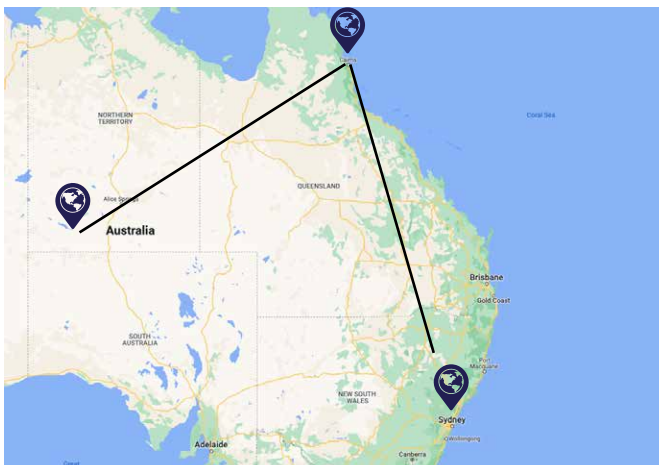 Cairns
Coral Sea
NORTHERN
TERRITORY
QUEENSLAND
Alice Springs
Australia
Brisbane
Gold Coast
SOUTH
AUSTRALIA
Port
Macquarie
NEW SOUTH
WALES
Sydney
Wollongong
Adelaide
Canberra